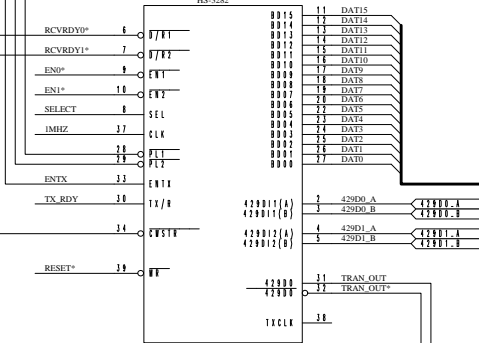 HS-3282
RCVRDY0* 6 D/R1
RCVRDY1* 7 D/R2
EN0* 9 EN1
EN1* 10 EN2
SELECT 8 SEL
1MHZ 37 CLK
28 PL1
29 PL2
ENTX 33 ENTX
TX_RDY 30 TX/R
34 CWSTR
RESET* 39 MR
BD15 11 DAT15
BD14 12 DAT14
BD13 13 DAT13
BD12 14 DAT12
BD11 15 DAT11
BD10 16 DAT10
BD09 17 DAT9
BD08 18 DAT8
BD07 19 DAT7
BD06 20 DAT6
BD05 22 DAT5
BD04 23 DAT4
BD03 24 DAT3
BD02 25 DAT2
BD01 26 DAT1
BD00 27 DAT0
429DI1(A) 2 429D0_A 429D0_A
429DI1(B) 3 429D0_B 429D0_B
429DI2(A) 4 429D1_A 429D1_A
429DI2(B) 5 429D1_B 429D1_B
429DO 31 TRAN_OUT
429DO 32 TRAN_OUT*
TXCLK 38